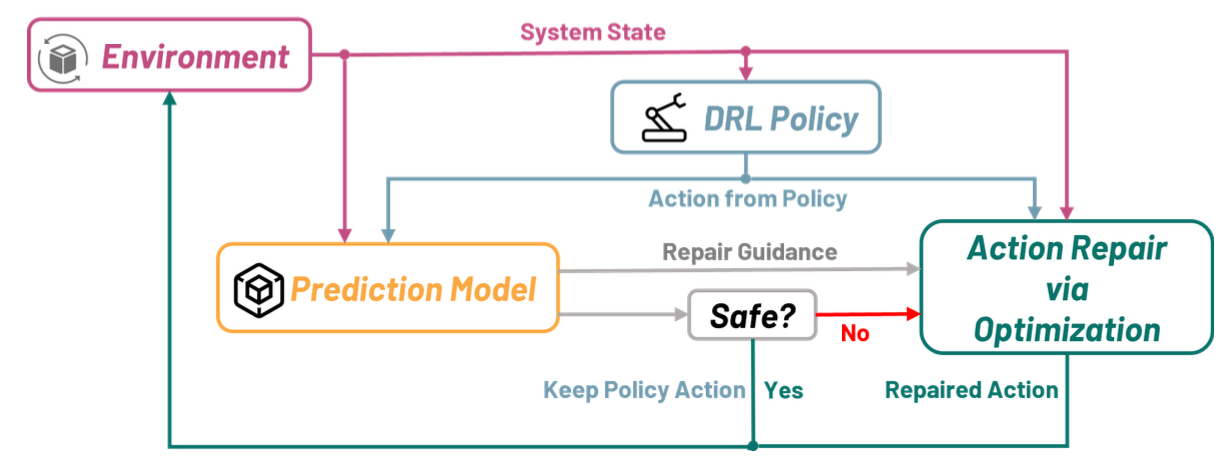 System State
Environment
DRL Policy
Action from Policy
Repair Guidance
Action Repair
via
Optimization
Prediction Model
Safe?
No
Keep Policy Action
Yes
Repaired Action